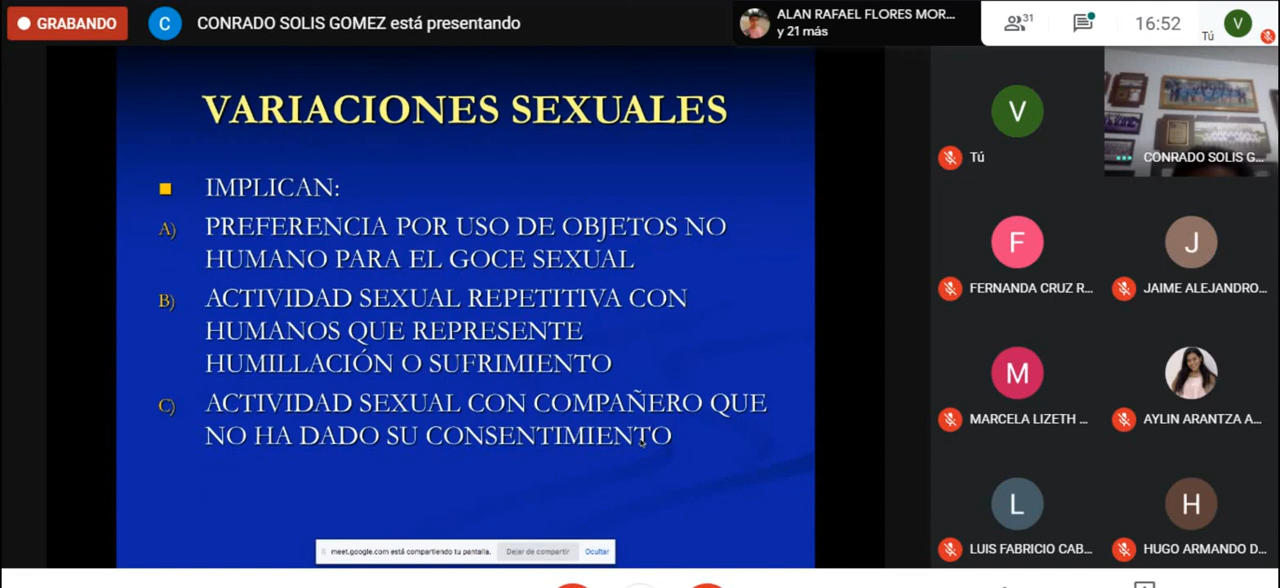 GRABANDO
C
CONRADO SOLIS GOMEZ está presentando
ALAN RAFAEL FLORES MOR...
y 21 más
31
16:52
Tú
V
VARIACIONES SEXUALES
IMPLICAN:
A) PREFERENCIA POR USO DE OBJETOS NO
HUMANO PARA EL GOCE SEXUAL
B) ACTIVIDAD SEXUAL REPETITIVA CON
HUMANOS QUE REPRESENTE
HUMILLACIÓN O SUFRIMIENTO
C) ACTIVIDAD SEXUAL CON COMPAÑERO QUE
NO HA DADO SU CONSENTIMIENTO
meet.google.com está compartiendo tu pantalla.
Dejar de compartir
Ocultar
V
Tú
CONRADO SOLIS G...
F
FERNANDA CRUZ R...
J
JAIME ALEJANDRO...
M
MARCELA LIZETH ...
AYLIN ARANTZA A...
L
LUIS FABRICIO CAB...
H
HUGO ARMANDO D...